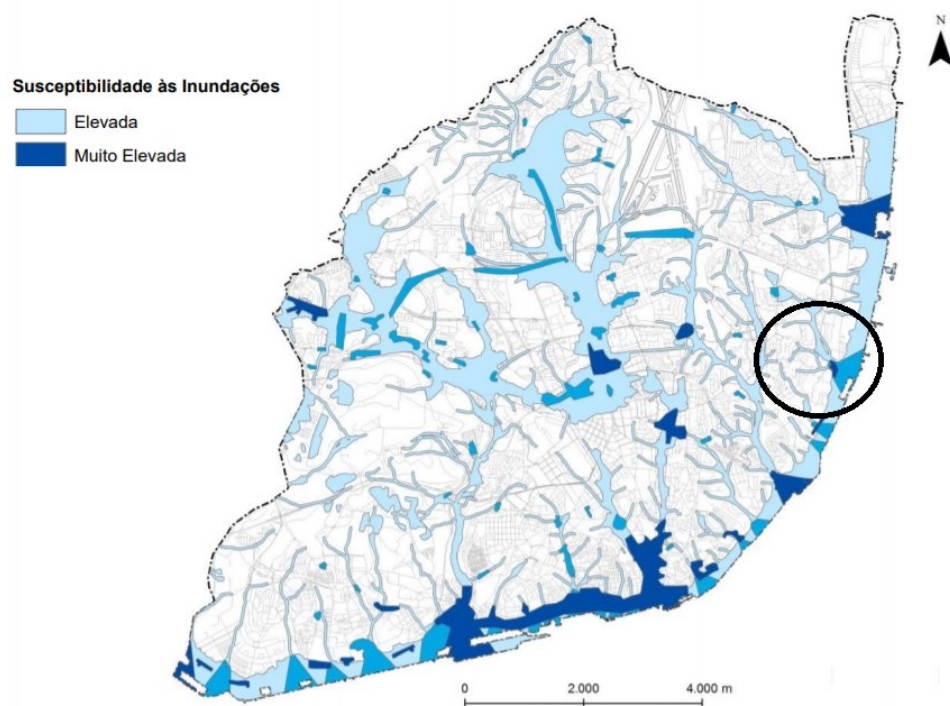 N
Susceptibilidade às Inundações
Elevada
Muito Elevada
0 2.000 4.000 m